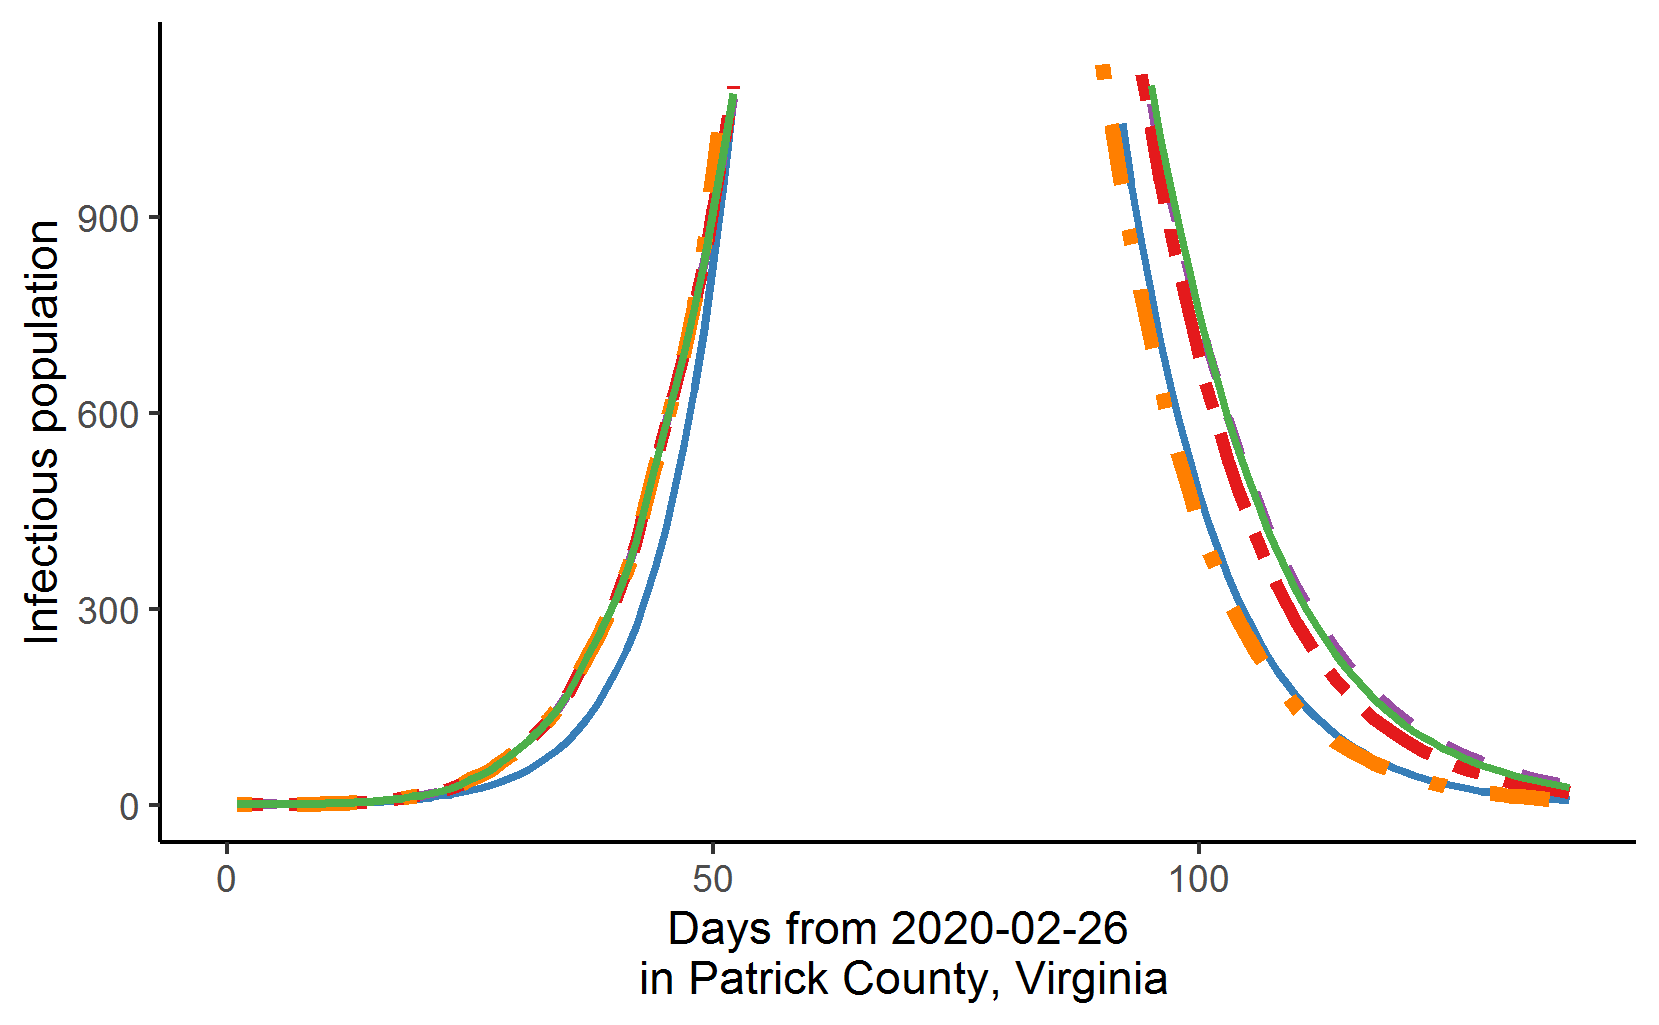 Infectious population
900
600
300
0
0 50 100
Days from 2020-02-26
in Patrick County, Virginia